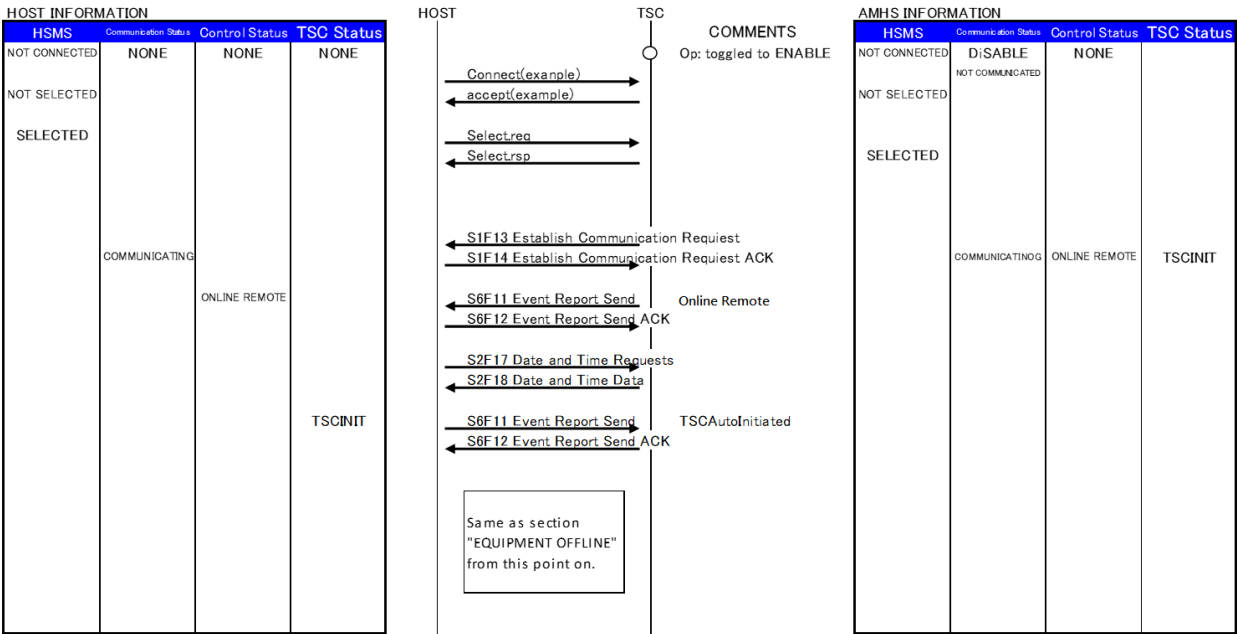 HOST INFORMATION HOST TSC AMHS INFORMATION
HSMS Communication Status Control Status TSC Status COMMENTS HSMS Communication Status Control Status TSC Status
NOT CONNECTED NONE NONE NONE Op: toggled to ENABLE NOT CONNECTED DiSABLE NONE
Connect(exanple) NOT COMMUNICATED
NOT SELECTED accept(example) NOT SELECTED
SELECTED Select.req
Select.rsp SELECTED
S1F13 Establish Communication Requiest
COMMUNICATING S1F14 Establish Communication Requiest ACK COMMUNICATINOG ONLINE REMOTE TSCINIT
ONLINE REMOTE S6F11 Event Report Send Online Remote
S6F12 Event Report Send ACK
S2F17 Date and Time Requests
S2F18 Date and Time Data
TSCINIT S6F11 Event Report Send TSCAutoInitiated
S6F12 Event Report Send ACK
Same as section
"EQUIPMENT OFFLINE"
from this point on.